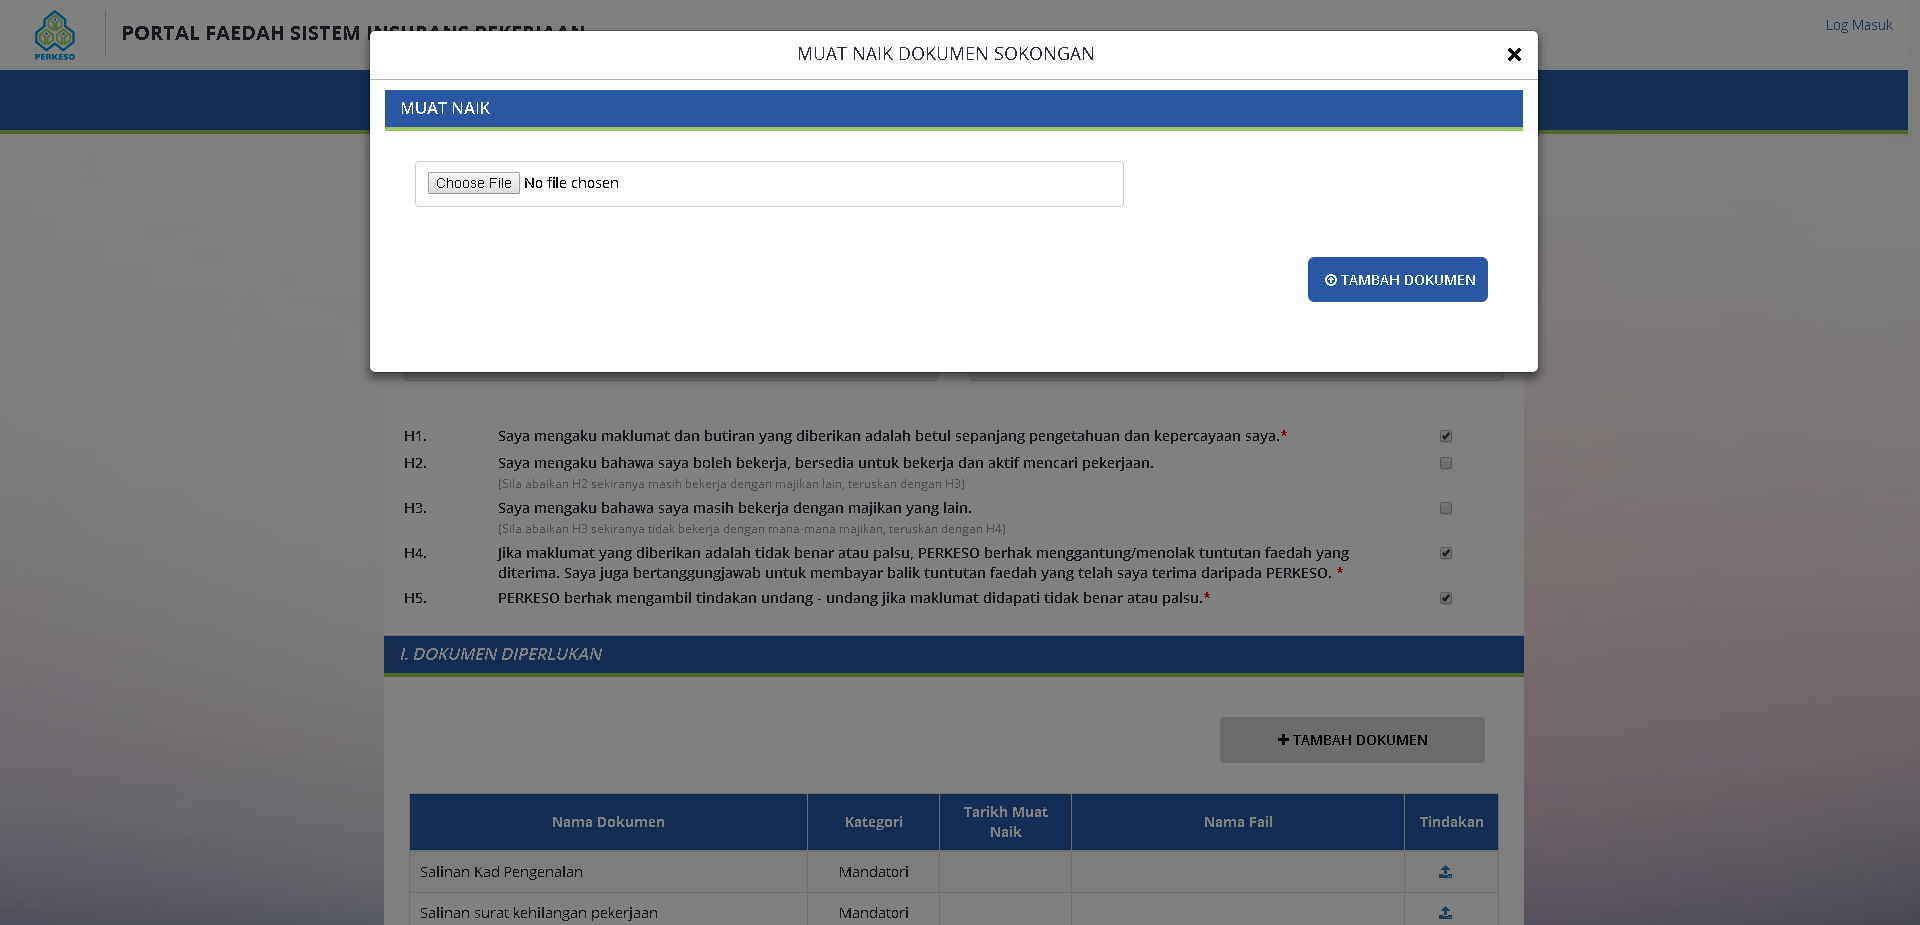 PERKESO
PORTAL FAEDAH SISTEM INSURANS PEKERJAAN
Log Masuk
MUAT NAIK DOKUMEN SOKONGAN
MUAT NAIK
Choose File No file chosen
TAMBAH DOKUMEN
H1. Saya mengaku maklumat dan butiran yang diberikan adalah betul sepanjang pengetahuan dan kepercayaan saya.*
H2. Saya mengaku bahawa saya boleh bekerja, bersedia untuk bekerja dan aktif mencari pekerjaan.
(Sila abaikan H2 sekiranya masih bekerja dengan majikan lain, teruskan dengan H3)
H3. Saya mengaku bahawa saya masih bekerja dengan majikan yang lain.
(Sila abaikan H3 sekiranya tidak bekerja dengan mana-mana majikan, teruskan dengan H4)
H4. Jika maklumat yang diberikan adalah tidak benar atau palsu, PERKESO berhak menggantung/menolak tuntutan faedah yang
diterima. Saya juga bertanggungjawab untuk membayar balik tuntutan faedah yang telah saya terima daripada PERKESO. *
H5. PERKESO berhak mengambil tindakan undang - undang jika maklumat didapati tidak benar atau palsu.*
I. DOKUMEN DIPERLUKAN
+ TAMBAH DOKUMEN
Nama Dokumen Kategori Tarikh Muat Naik Nama Fail Tindakan
Salinan Kad Pengenalan Mandatori
Salinan surat kehilangan pekerjaan Mandatori